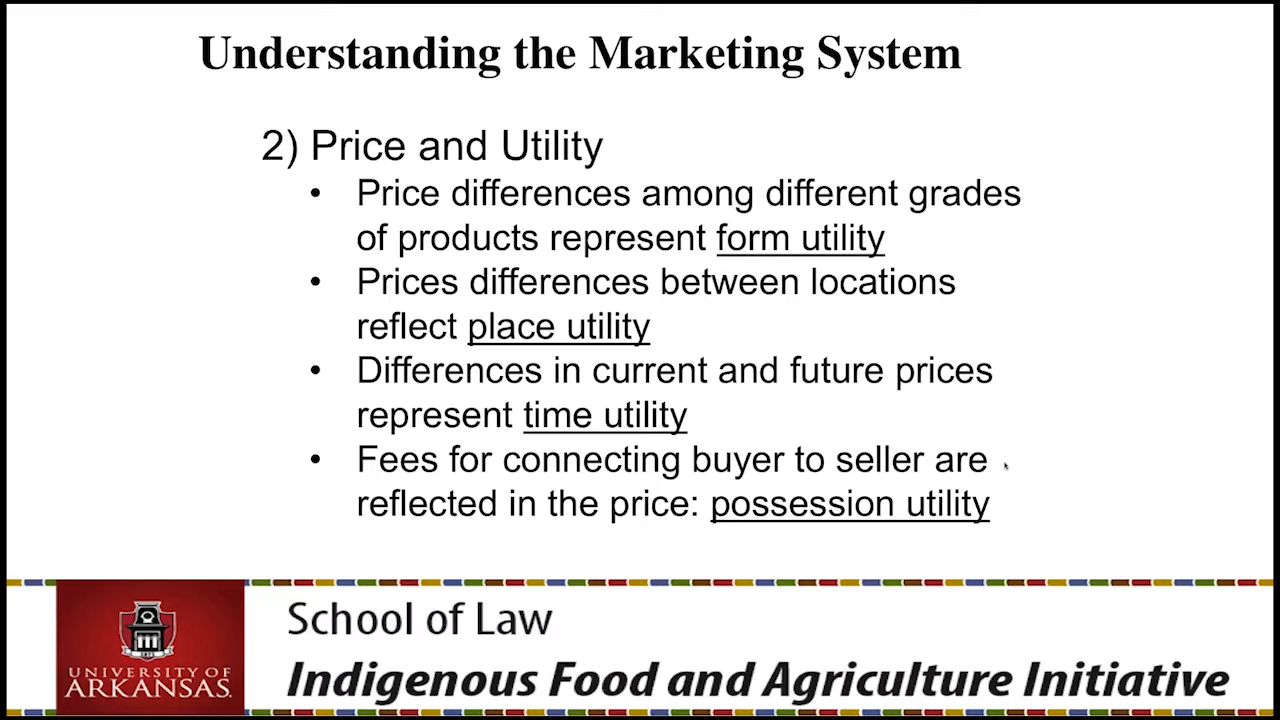 Understanding the Marketing System
2) Price and Utility
• Price differences among different grades
of products represent form utility
• Prices differences between locations
reflect place utility
• Differences in current and future prices
represent time utility
• Fees for connecting buyer to seller are
reflected in the price: possession utility
School of Law
UNIVERSITY OF
ARKANSAS.
Indigenous Food and Agriculture Initiative